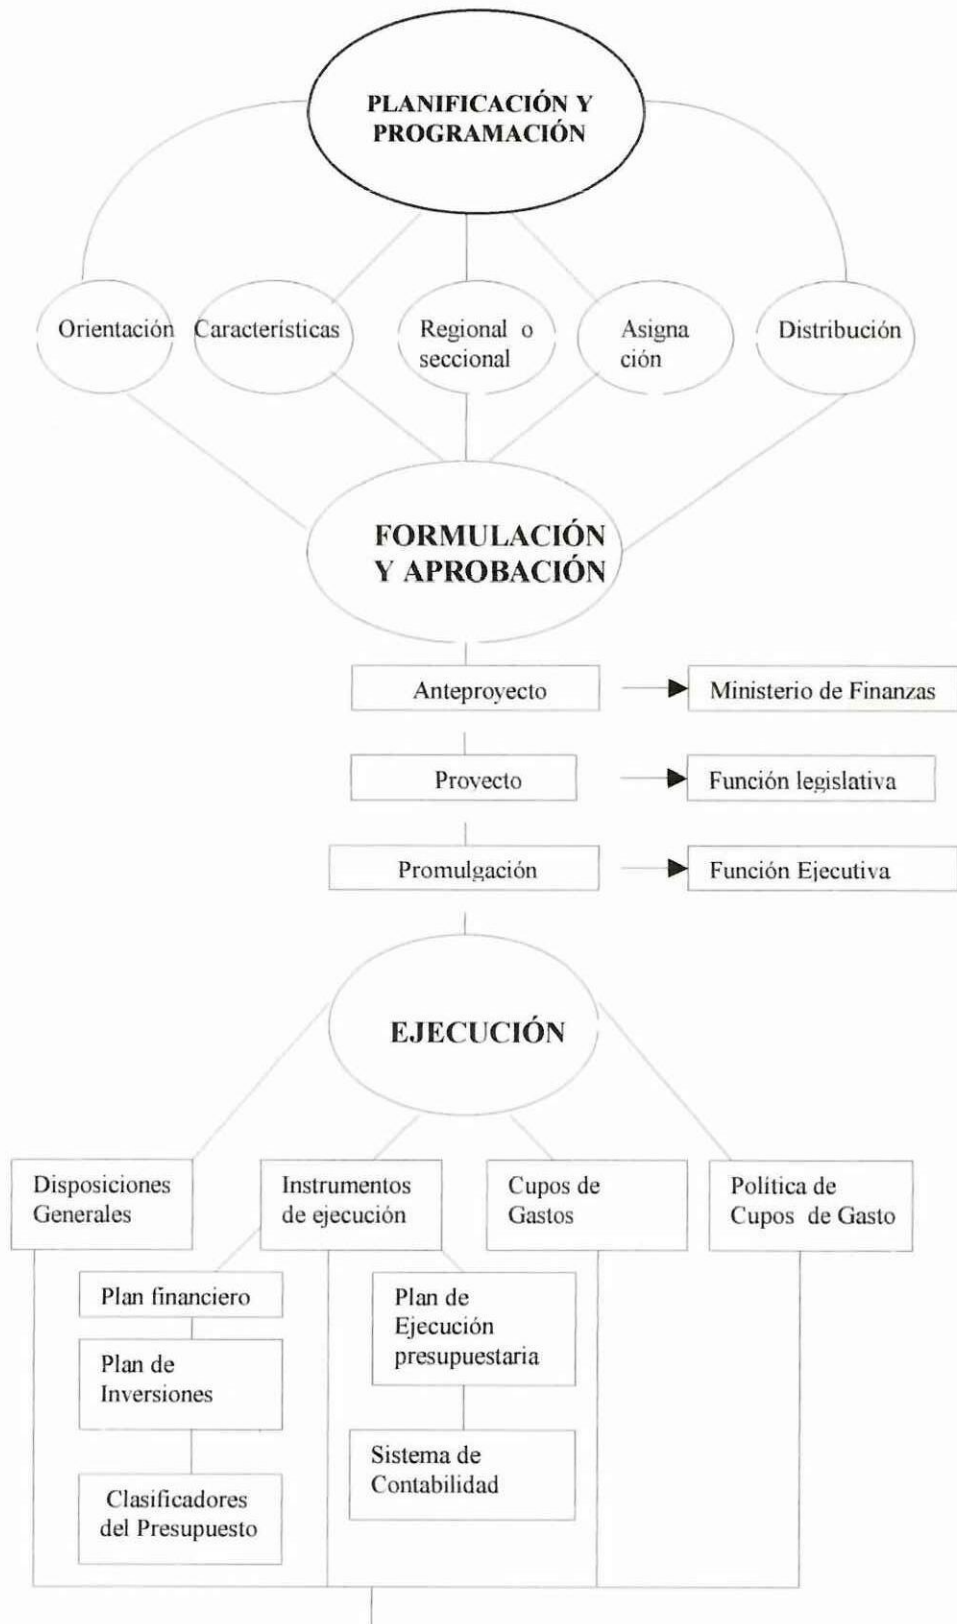 PLANIFICACIÓN Y
PROGRAMACIÓN
Orientación
Características
Regional o
seccional
Asigna
ción
Distribución
FORMULACIÓN
Y APROBACIÓN
Anteproyecto
Ministerio de Finanzas
Provecto
Función legislativa
Promulgación
Función Ejecutiva
EJECUCIÓN
Disposiciones
Generales
Instrumentos
de ejecución
Cupos de
Gastos
Política de
Cupos de Gasto
Plan financiero
Plan de
Inversiones
Clasificadores
del Presupuesto
Plan de
Ejecución
presupuestaria
Sistema de
Contabilidad